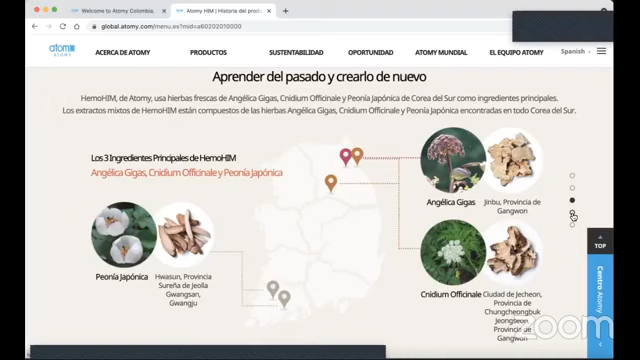 Welcome to Atomy Colombia,
Atomy HIM | Historia del prod
global.atomy.com/menu.es?mid=a60202010000
atom
ATOMY
ACERCA DE ATOMY
PRODUCTOS
SUSTENTABILIDAD
OPORTUNIDAD
ATOMY MUNDIAL
EL EQUIPO ATOMY
Spanish
Aprender del pasado y crearlo de nuevo
HemoHIM, de Atomy, usa hierbas frescas de Angélica Gigas, Cnidium Officinale y Peonía Japónica de Corea del Sur como ingredientes principales.
Los extractos mixtos de HemoHIM están compuestos de las hierbas Angélica Gigas, Cnidium Officinale y Peonía Japónica encontradas en todo Corea del Sur.
Los 3 Ingredientes Principales de HemoHIM
Angélica Gigas, Cnidium Officinale y Peonía Japónica
Angélica Gigas
Jinbu, Provincia de
Gangwon
Peonía Japónica
Hwasun, Provincia
Sureña de Jeolla
Gwangsan,
Gwangju
Cnidium Officinale
Ciudad de Jecheon,
Provincia de
Chungcheongbuk
Jeongseon,
Provincia de
Gangwon
TOP
Centro Atomy
zoom